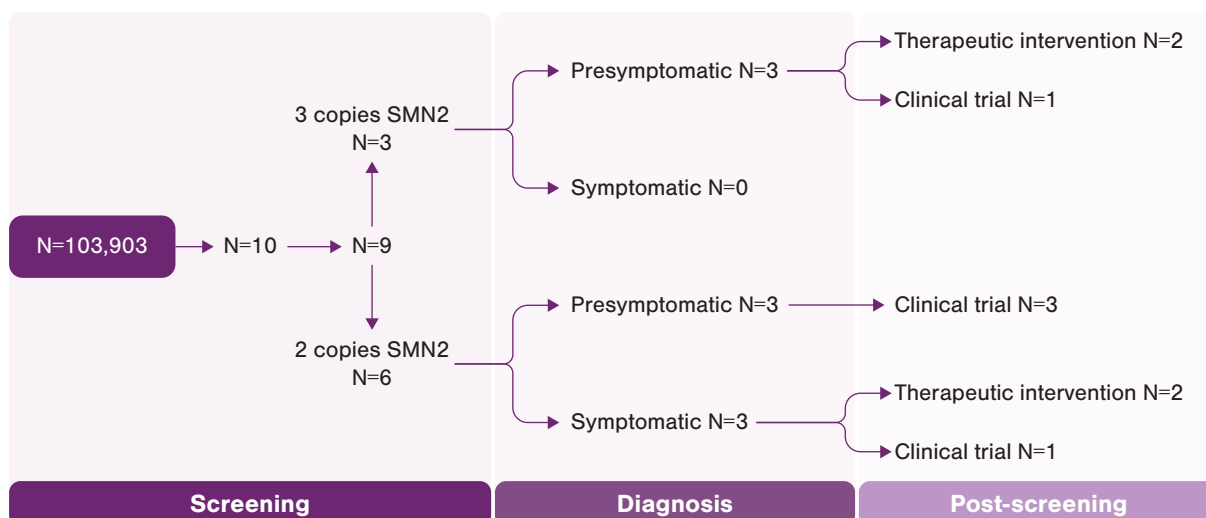 Therapeutic intervention N=2
Presymptomatic N=3
Clinical trial N=1
3 copies SMN2
N=3
Symptomatic N=0
N=103,903
N=10
N=9
Presymptomatic N=3
Clinical trial N=3
2 copies SMN2
N=6
Therapeutic intervention N=2
Symptomatic N=3
Clinical trial N=1
Screening
Diagnosis
Post-screening